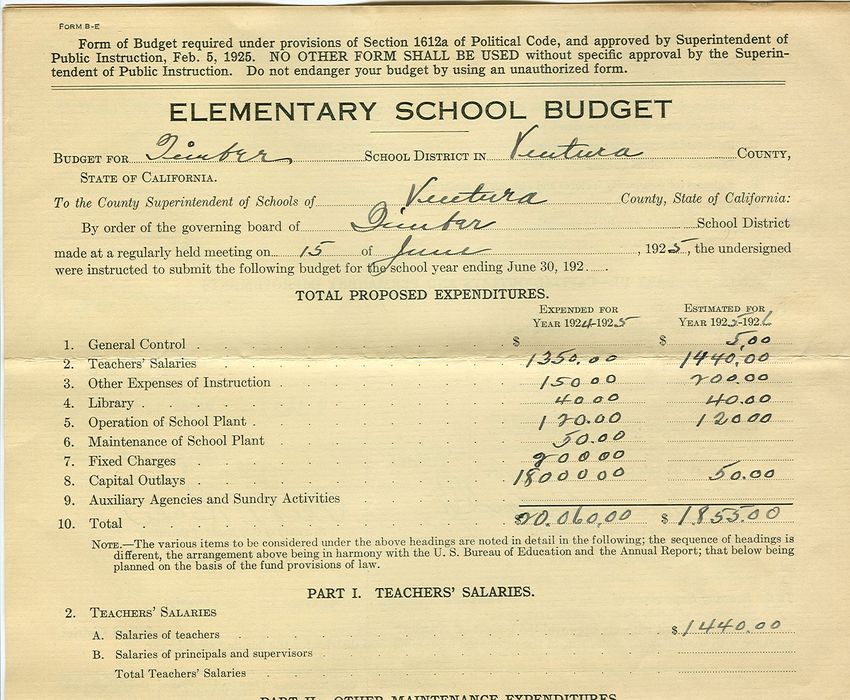 FORM B-E
Form of Budget required under provisions of Section 1612a of Political Code, and approved by Superintendent of
Public Instruction, Feb. 5, 1925. NO OTHER FORM SHALL BE USED without specific approval by the Superin-
tendent of Public Instruction. Do not endanger your budget by using an unauthorized form.
ELEMENTARY SCHOOL BUDGET
BUDGET FOR Timber SCHOOL DISTRICT IN Ventura COUNTY,
STATE OF CALIFORNIA.
To the County Superintendent of Schools of Ventura County, State of California:
By order of the governing board of Timber School District
made at a regularly held meeting on 15 of June, 1925, the undersigned
were instructed to submit the following budget for the school year ending June 30, 192......
TOTAL PROPOSED EXPENDITURES.
EXPENDED FOR YEAR 1924-1925 ESTIMATED FOR YEAR 1925-1926
1. General Control $ $ 5.00
2. Teachers' Salaries 1350.00 1440.00
3. Other Expenses of Instruction 150 00 200.00
4. Library 40.00 40.00
5. Operation of School Plant 120.00 120.00
6. Maintenance of School Plant 50.00
7. Fixed Charges 200 00
8. Capital Outlays 18000 00 50.00
9. Auxiliary Agencies and Sundry Activities
10. Total $20.060.00 $1855.00
NOTE.—The various items to be considered under the above headings are noted in detail in the following; the sequence of headings is
different, the arrangement above being in harmony with the U. S. Bureau of Education and the Annual Report; that below being
planned on the basis of the fund provisions of law.
PART I. TEACHERS' SALARIES.
2. TEACHERS' SALARIES
A. Salaries of teachers $1440.00
B. Salaries of principals and supervisors
Total Teachers' Salaries
PART II. OTHER MAINTENANCE EXPENDITURES